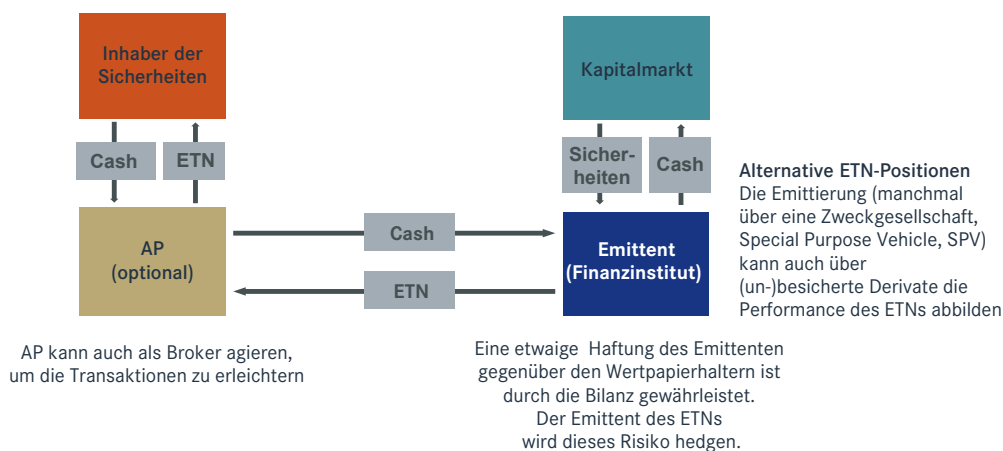 Inhaber der
Sicherheiten
Kapitalmarkt
Cash
ETN
Sicher-
heiten
Cash
AP
(optional)
Cash
ETN
Emittent
(Finanzinstitut)
Alternative ETN-Positionen
Die Emittierung (manchmal
über eine Zweckgesellschaft,
Special Purpose Vehicle, SPV)
kann auch über
(un-)besicherte Derivate die
Performance des ETNs abbilden
AP kann auch als Broker agieren,
um die Transaktionen zu erleichtern
Eine etwaige Haftung des Emittenten
gegenüber den Wertpapierhaltern ist
durch die Bilanz gewährleistet.
Der Emittent des ETNs
wird dieses Risiko hedgen.